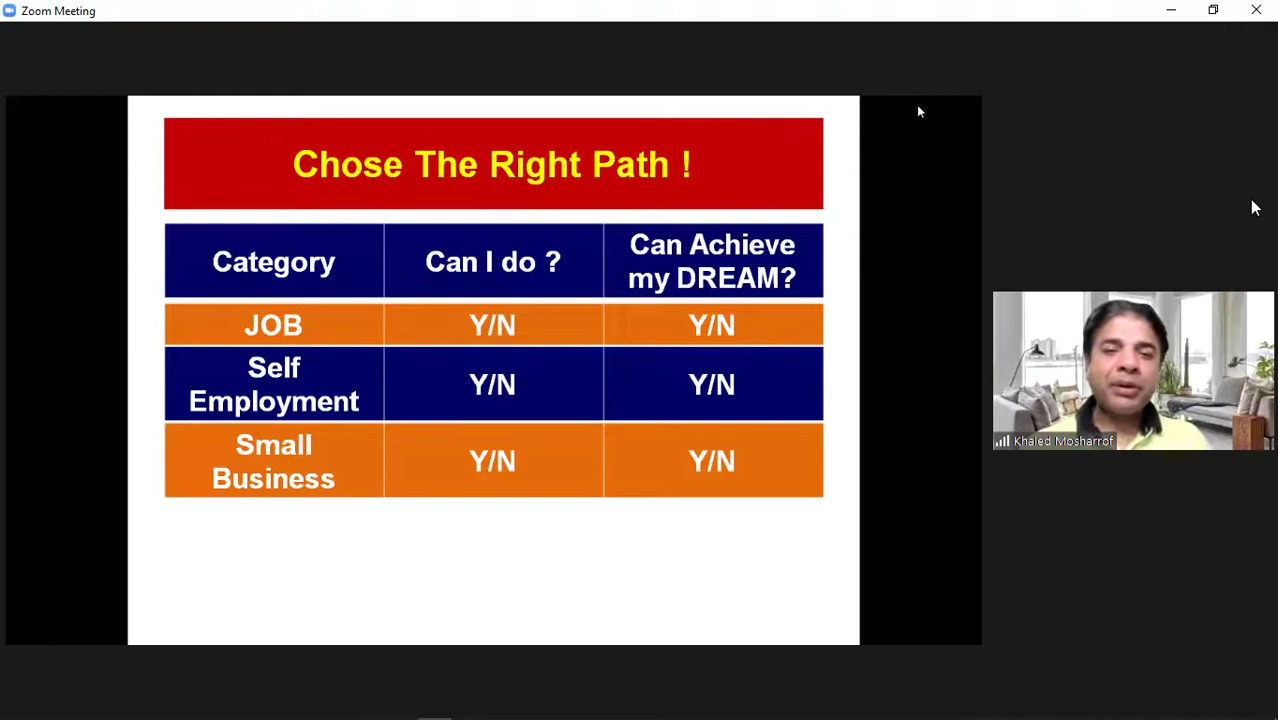 Zoom Meeting
Chose The Right Path !
Category
Can I do ?
Can Achieve
my DREAM?
JOB
Y/N
Y/N
Self
Employment
Y/N
Y/N
Small
Business
Y/N
Y/N
Khaled Mosharrof